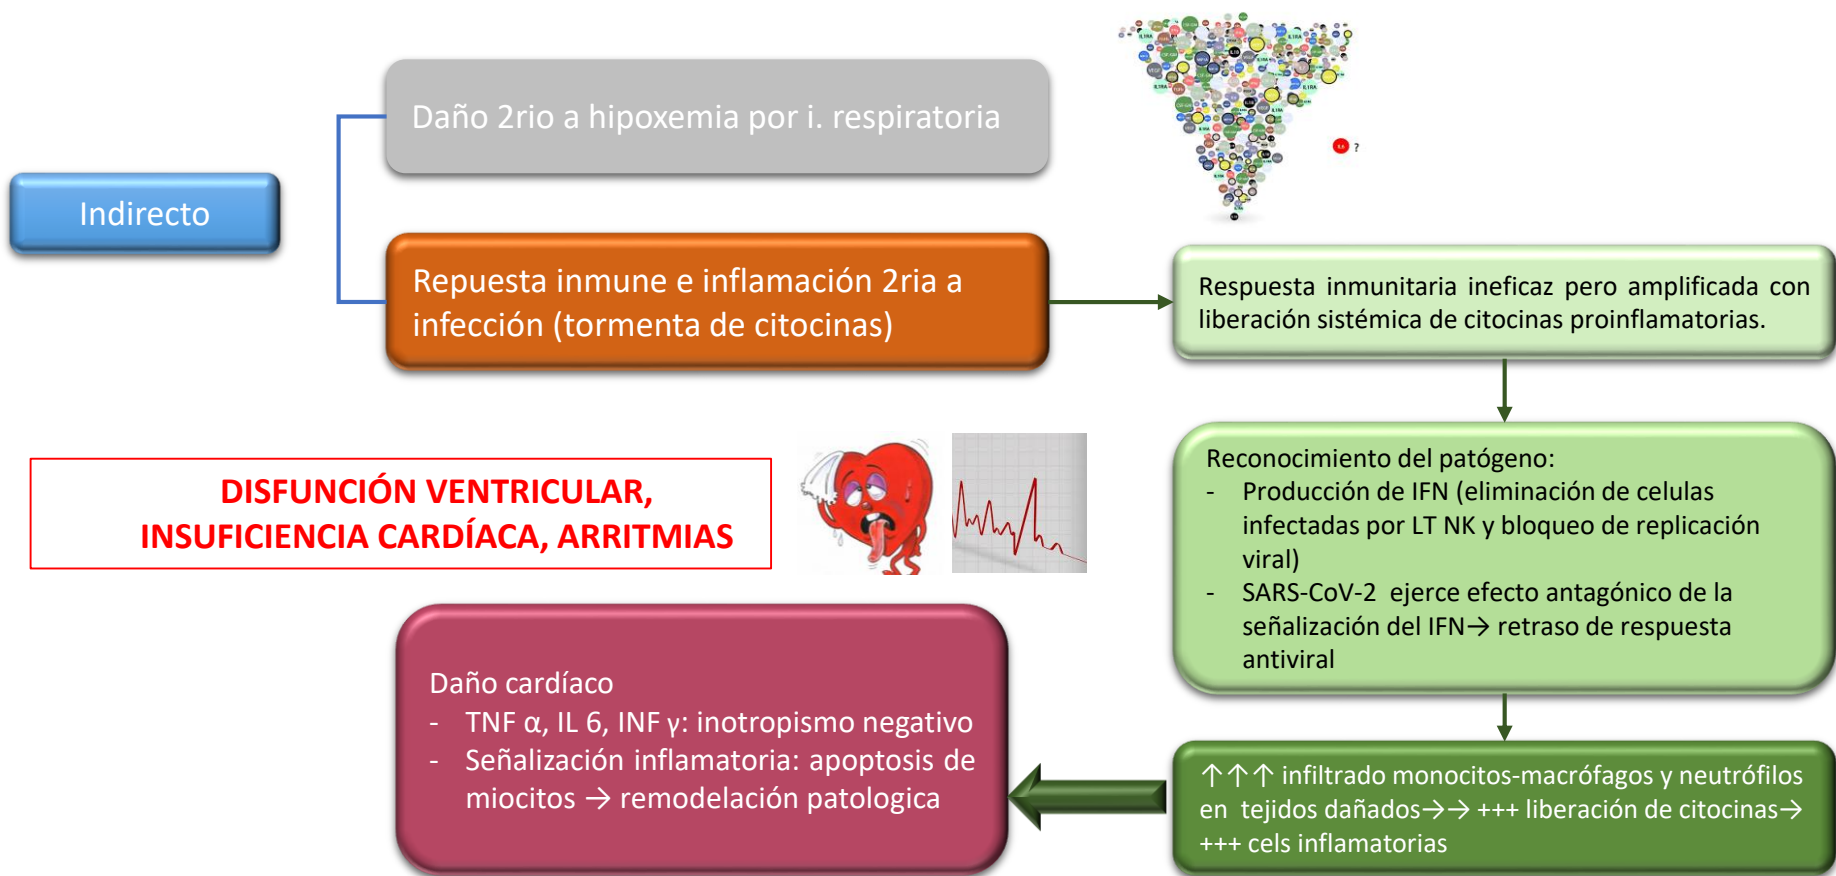 Daño 2rio a hipoxemia por i. respiratoria
Indirecto
Repuesta inmune e inflamación 2ria a
infección (tormenta de citocinas)
Respuesta inmunitaria ineficaz pero amplificada con
liberación sistémica de citocinas proinflamatorias.
Reconocimiento del patógeno:
- Producción de IFN (eliminación de celulas
infectadas por LT NK y bloqueo de replicación
viral)
- SARS-CoV-2 ejerce efecto antagónico de la
señalización del IFN→ retraso de respuesta
antiviral
↑↑↑ infiltrado monocitos-macrófagos y neutrófilos
en tejidos dañados→→ +++ liberación de citocinas→
+++ cels inflamatorias
Daño cardíaco
- TNF α, IL 6, INF γ: inotropismo negativo
- Señalización inflamatoria: apoptosis de
miocitos → remodelación patologica
DISFUNCIÓN VENTRICULAR,
INSUFICIENCIA CARDÍACA, ARRITMIAS
IL1RA
IL1RA
IL1RA
IL1RA
?